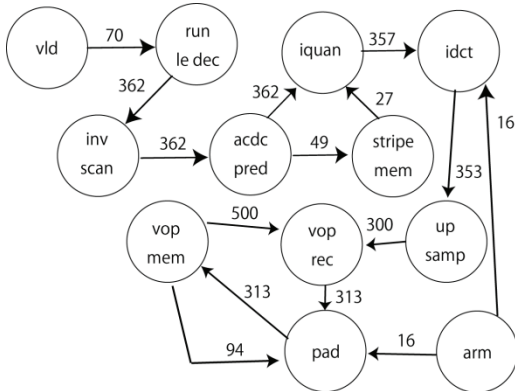 70
vld
run
le dec
iquan
357
idct
362
362
27
16
inv
scan
362
acdc
pred
49
stripe
mem
353
vop
mem
500
vop
rec
300
up
samp
313
313
94
pad
16
arm